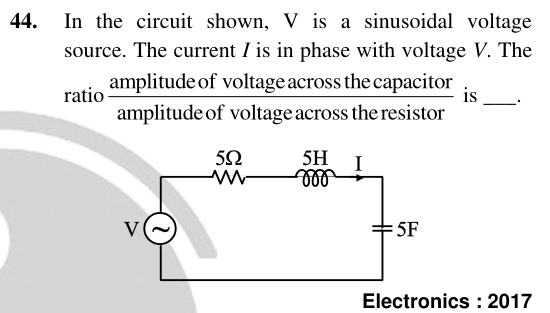 44. In the circuit shown, V is a sinusoidal voltage
source. The current I is in phase with voltage V. The
ratio amplitude of voltage across the capacitor / amplitude of voltage across the resistor is ___.
5Ω 5H I
V 5F
Electronics : 2017